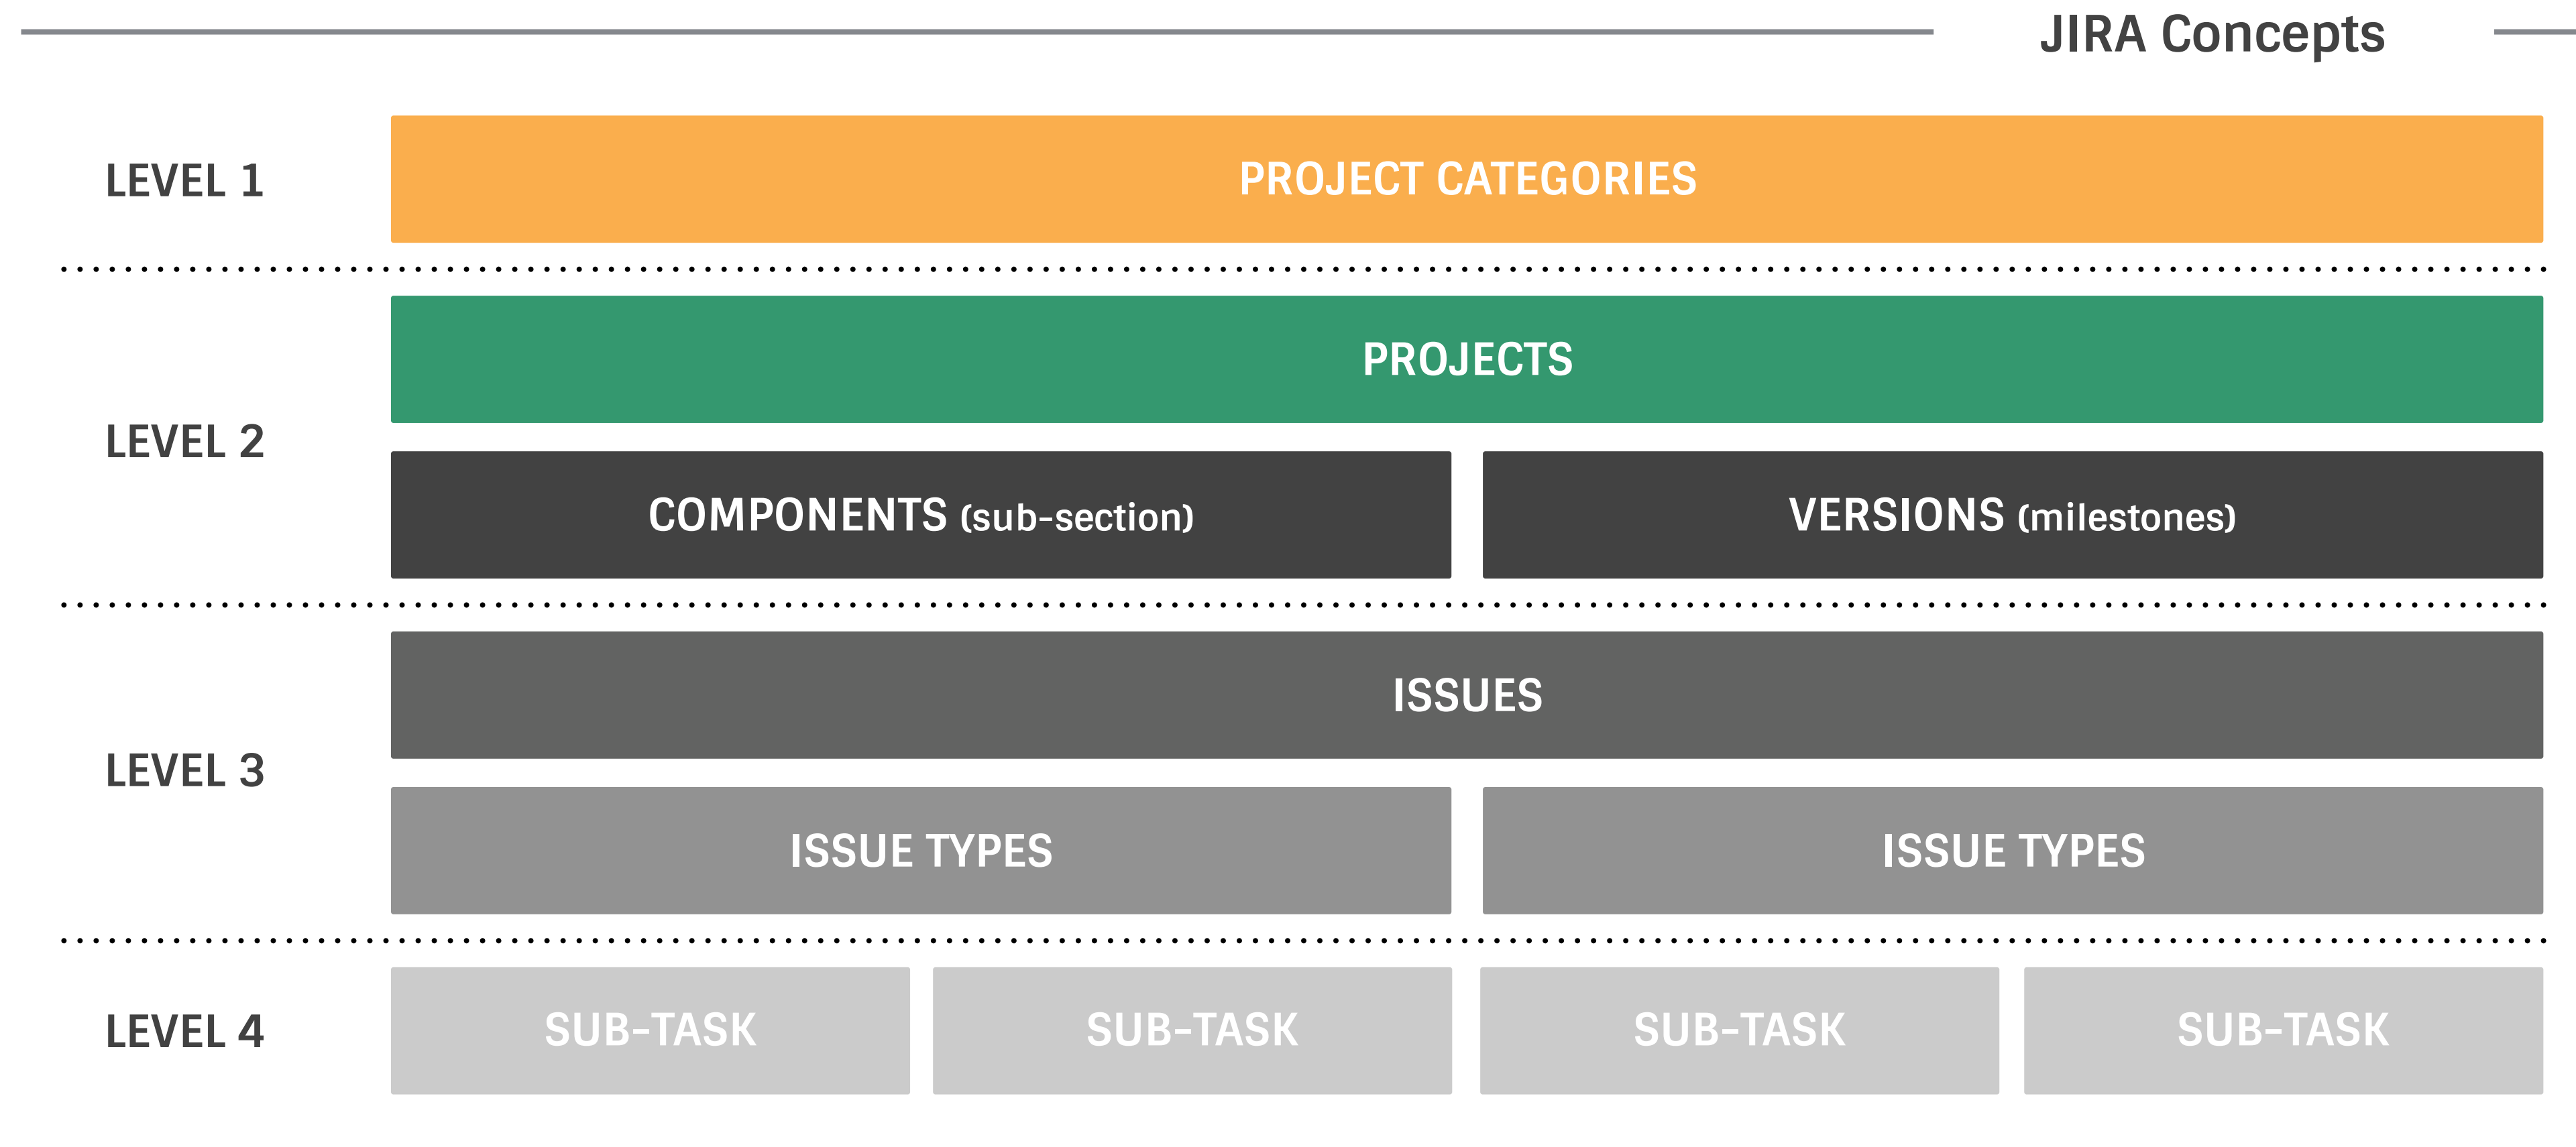 JIRA Concepts
LEVEL 1
PROJECT CATEGORIES
LEVEL 2
PROJECTS
COMPONENTS (sub-section)
VERSIONS (milestones)
LEVEL 3
ISSUES
ISSUE TYPES
ISSUE TYPES
LEVEL 4
SUB-TASK
SUB-TASK
SUB-TASK
SUB-TASK